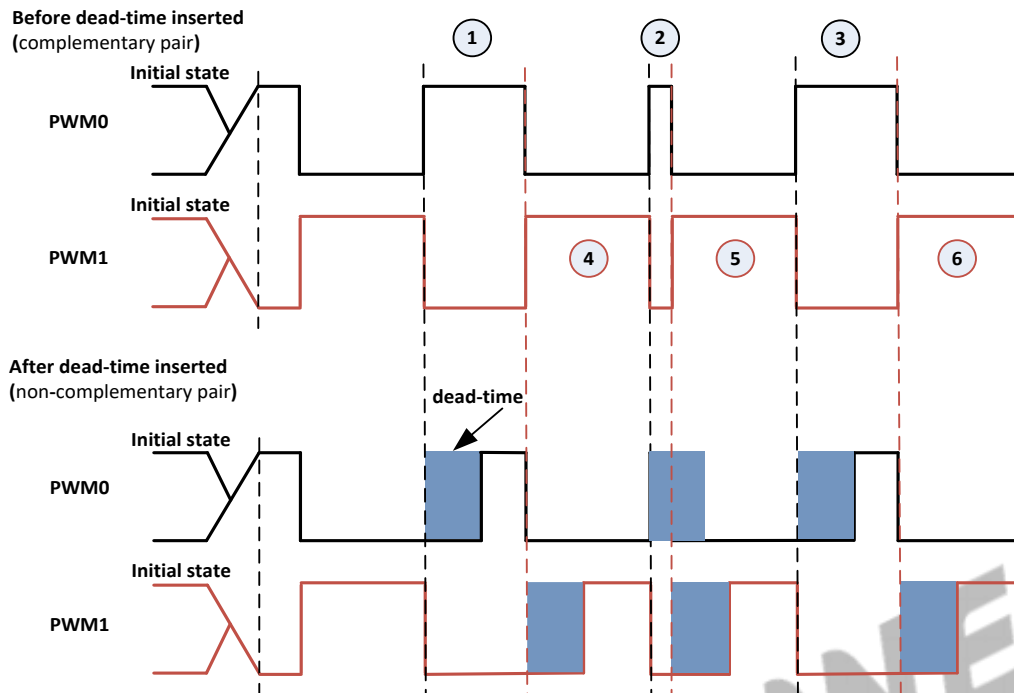 Before dead-time inserted
(complementary pair)
1
2
3
Initial state
PWM0
Initial state
PWM1
4
5
6
After dead-time inserted
(non-complementary pair)
dead-time
Initial state
PWM0
Initial state
PWM1